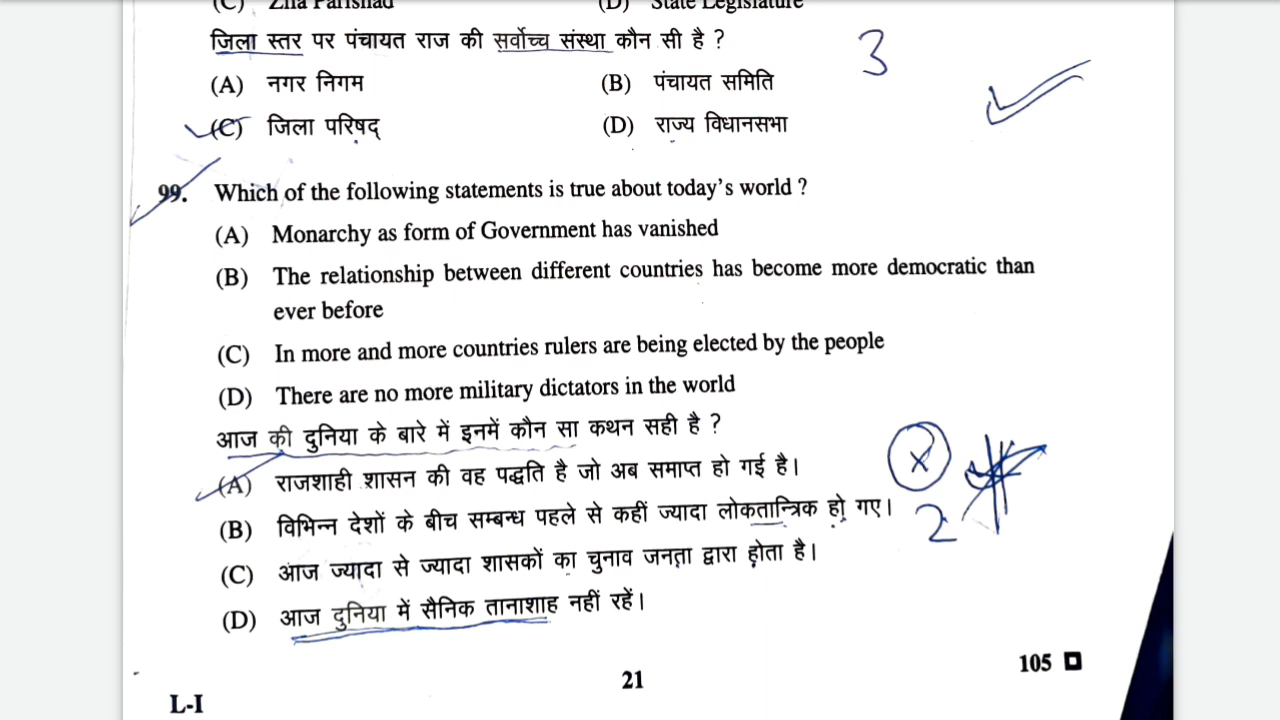 (C) Zila Parishad (D) State Legislature
जिला स्तर पर पंचायत राज की सर्वोच्च संस्था कौन सी है ? 3
(A) नगर निगम (B) पंचायत समिति
(C) जिला परिषद् (D) राज्य विधानसभा
99. Which of the following statements is true about today's world ?
(A) Monarchy as form of Government has vanished
(B) The relationship between different countries has become more democratic than
ever before
(C) In more and more countries rulers are being elected by the people
(D) There are no more military dictators in the world
आज की दुनिया के बारे में इनमें कौन सा कथन सही है ?
(A) राजशाही शासन की वह पद्धति है जो अब समाप्त हो गई है।
(B) विभिन्न देशों के बीच सम्बन्ध पहले से कहीं ज्यादा लोकतान्त्रिक हो गए। 2
(C) आज ज्यादा से ज्यादा शासकों का चुनाव जनता द्वारा होता है।
(D) आज दुनिया में सैनिक तानाशाह नहीं रहें।
105
21
L-I